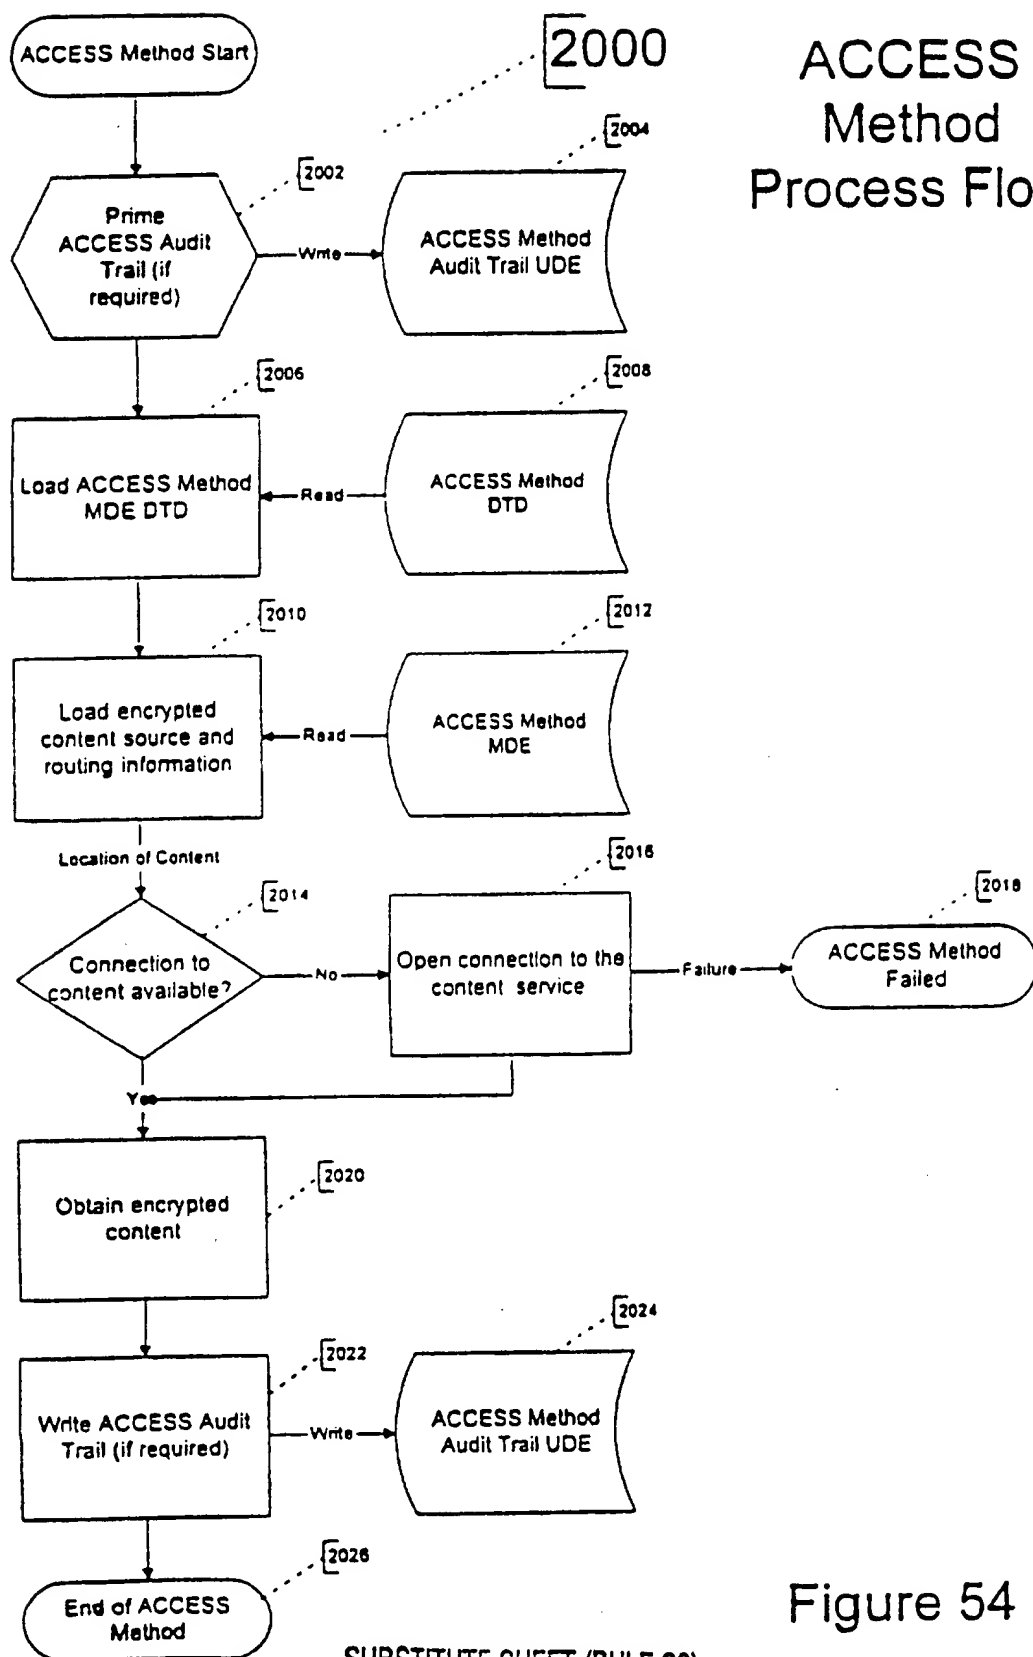 ACCESS Method Start
2000
ACCESS
Method
Process Flo
2002
2004
Prime
ACCESS Audit
Trail (if
required)
Write
ACCESS Method
Audit Trail UDE
2006
2008
Load ACCESS Method
MDE DTD
Read
ACCESS Method
DTD
2010
2012
Load encrypted
content source and
routing information
Read
ACCESS Method
MDE
Location of Content
2014
2016
2018
Connection to
content available?
No
Open connection to the
content service
Failure
ACCESS Method
Failed
2020
Obtain encrypted
content
2022
2024
Write ACCESS Audit
Trail (if required)
Write
ACCESS Method
Audit Trail UDE
2026
End of ACCESS
Method
Figure 54